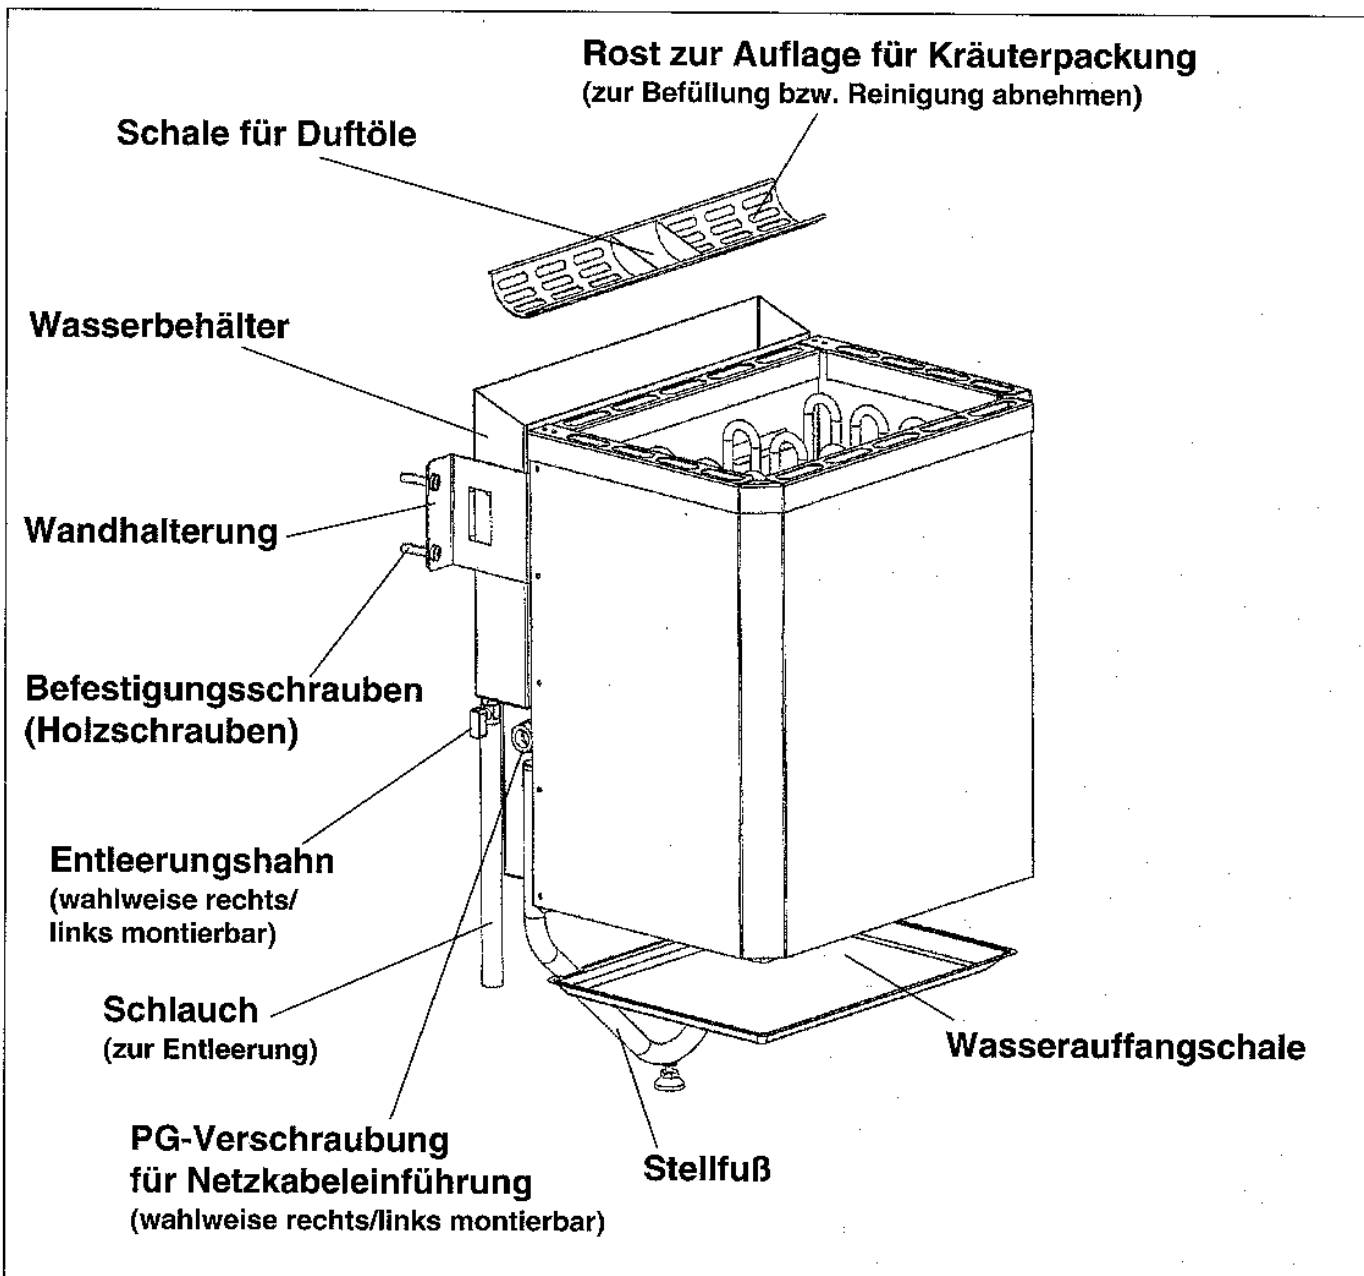 Rost zur Auflage für Kräuterpackung
(zur Befüllung bzw. Reinigung abnehmen)
Schale für Duftöle
Wasserbehälter
Wandhalterung
Befestigungsschrauben
(Holzschrauben)
Entleerungshahn
(wahlweise rechts/
links montierbar)
Schlauch
(zur Entleerung)
Wasserauffangschale
PG-Verschraubung
für Netzkabeleinführung
(wahlweise rechts/links montierbar)
Stellfuß